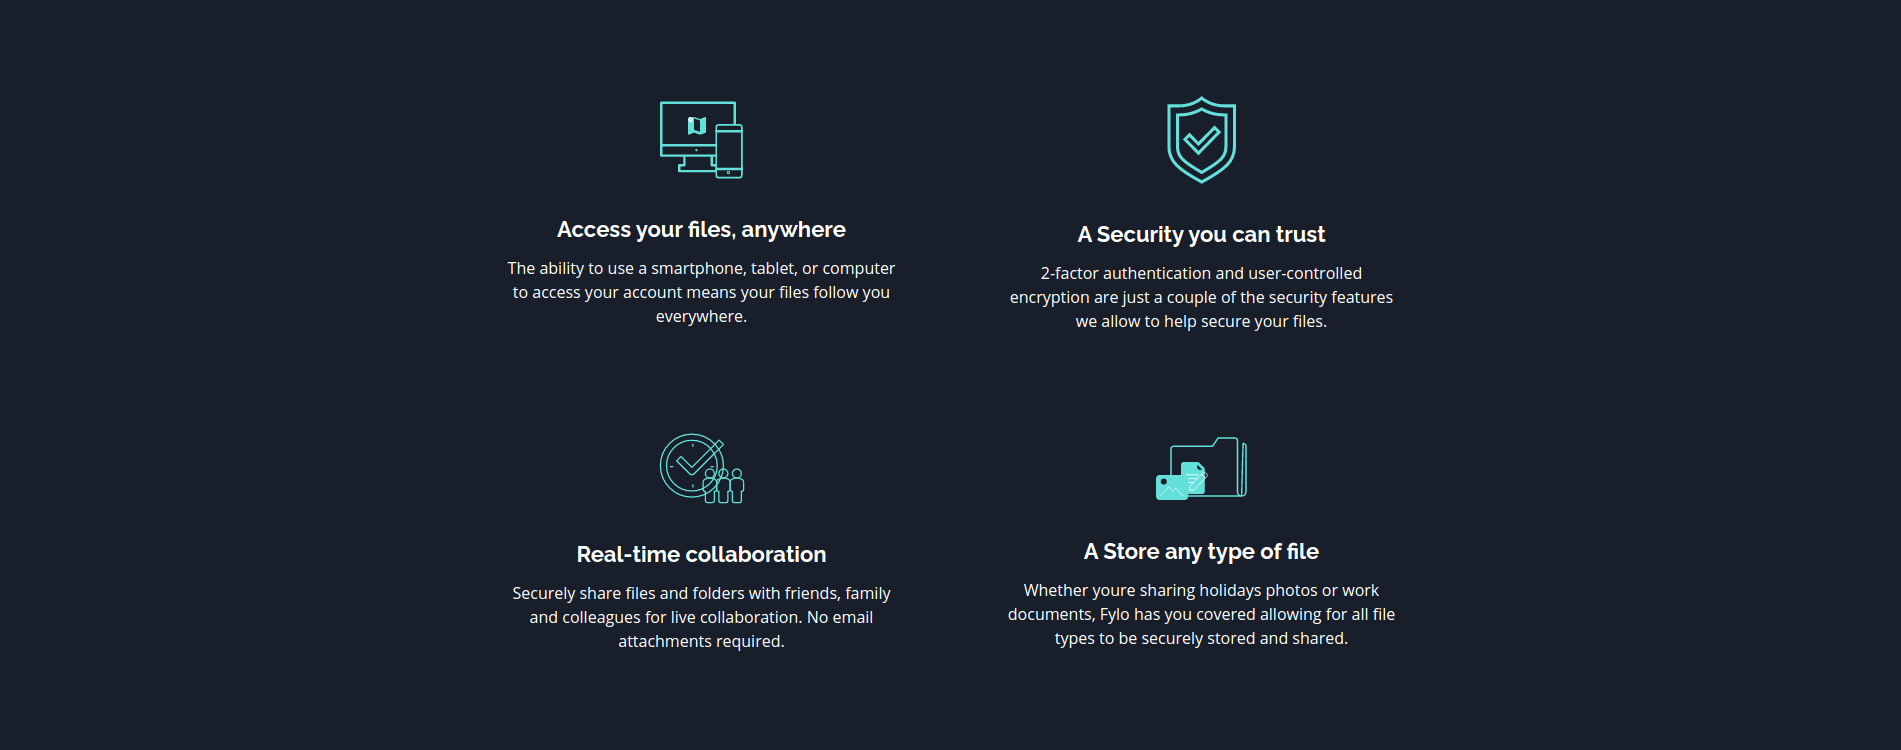 Access your files, anywhere
The ability to use a smartphone, tablet, or computer
to access your account means your files follow you
everywhere.
A Security you can trust
2-factor authentication and user-controlled
encryption are just a couple of the security features
we allow to help secure your files.
Real-time collaboration
Securely share files and folders with friends, family
and colleagues for live collaboration. No email
attachments required.
A Store any type of file
Whether youre sharing holidays photos or work
documents, Fylo has you covered allowing for all file
types to be securely stored and shared.